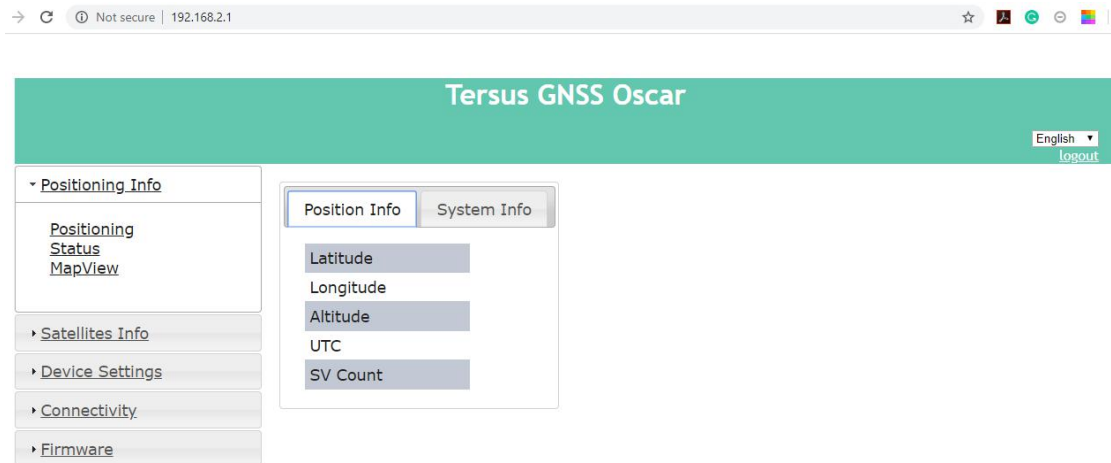 Not secure | 192.168.2.1
Tersus GNSS Oscar
English
logout
Positioning Info
Positioning
Status
MapView
Satellites Info
Device Settings
Connectivity
Firmware
Position Info
System Info
Latitude
Longitude
Altitude
UTC
SV Count